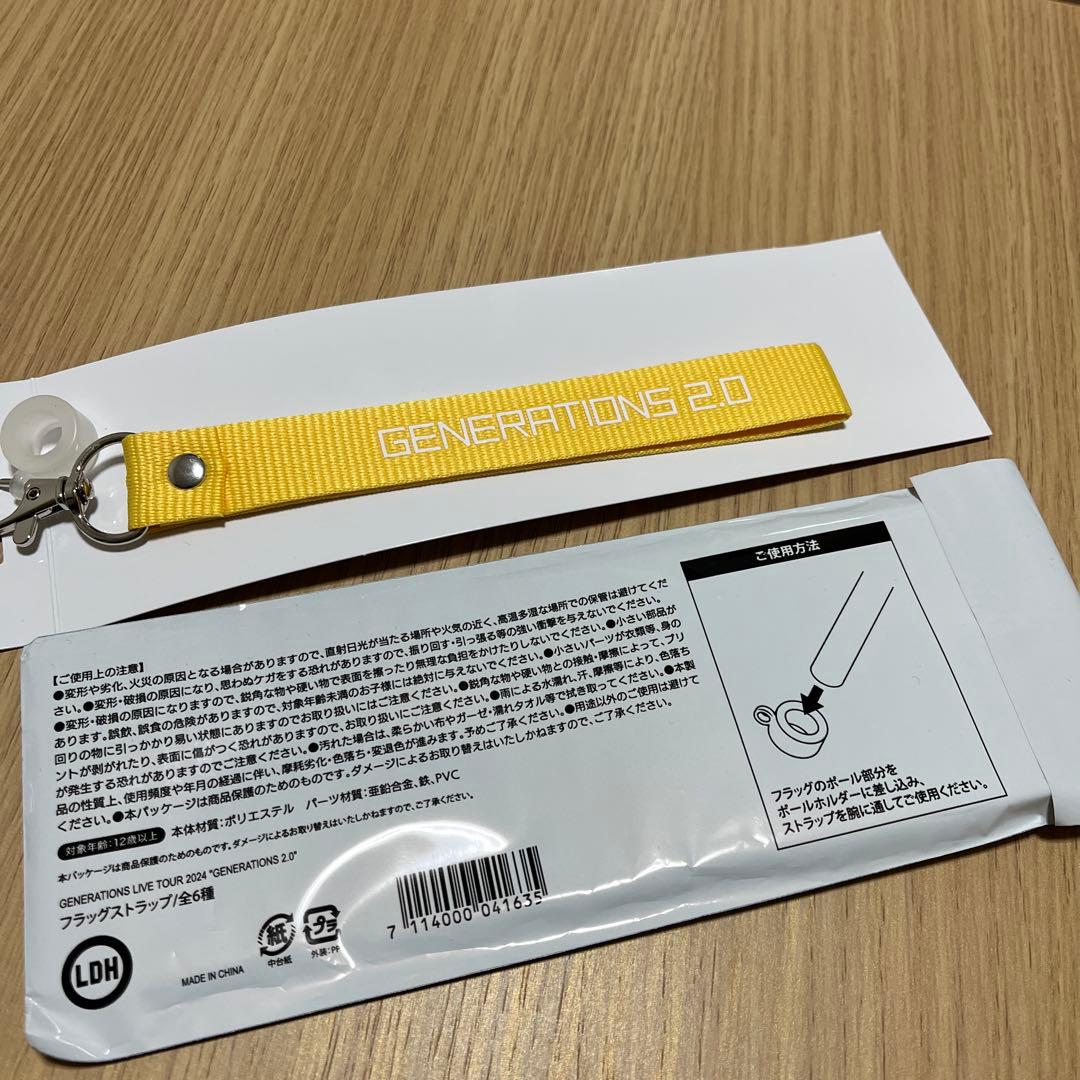 GENERATIONS 2.0
【ご使用上の注意】
●変形や劣化、火災の原因となる場合がありますので、直射日光が当たる場所や火気の近く、高温多湿な場所での保管は避けてくだ
さい。●変形・破損の原因になり、思わぬケガをする恐れがありますので、振り回す・引っ張る等の強い衝撃を与えないでください。
●変形・破損の原因になりますので、鋭角な物や硬い物で表面を擦ったり無理な負担をかけたりしないでください。●小さい部品が
あります。誤飲、誤食の危険がありますので、対象年齢未満のお子様には絶対に与えないでください。●小さいパーツが衣類等、身の
回りの物に引っかかり易い状態にありますのでお取り扱いにはご注意ください。●鋭角な物や硬い物との接触・摩擦によって、プリ
ントが剥がれたり、表面に傷がつく恐れがありますので、お取り扱いにご注意ください。●雨による水濡れ、汗、摩擦等により、色落ち
が発生する恐れがありますのでご注意ください。●汚れた場合は、柔らかい布やガーゼ・濡れタオル等で拭き取ってください。●本製
品の性質上、使用頻度や年月の経過に伴い、摩耗劣化・色落ち・変退色が進みます。予めご了承ください。●用途以外のご使用は避けて
ください。●本パッケージは商品保護のためのものです。ダメージによるお取り替えはいたしかねますので、ご了承ください。
対象年齢:12歳以上 本体材質:ポリエステル パーツ材質:亜鉛合金、鉄、PVC
本パッケージは商品保護のためのものです。ダメージによるお取り替えはいたしかねますので、ご了承ください。
GENERATIONS LIVE TOUR 2024 "GENERATIONS 2.0"
フラッグストラップ/全6種
LDH
MADE IN CHINA
紙
中台紙
プラ
外装:PP
7 114000 041635
ご使用方法
フラッグのポール部分を
ポールホルダーに差し込み、
ストラップを腕に通してご使用ください。